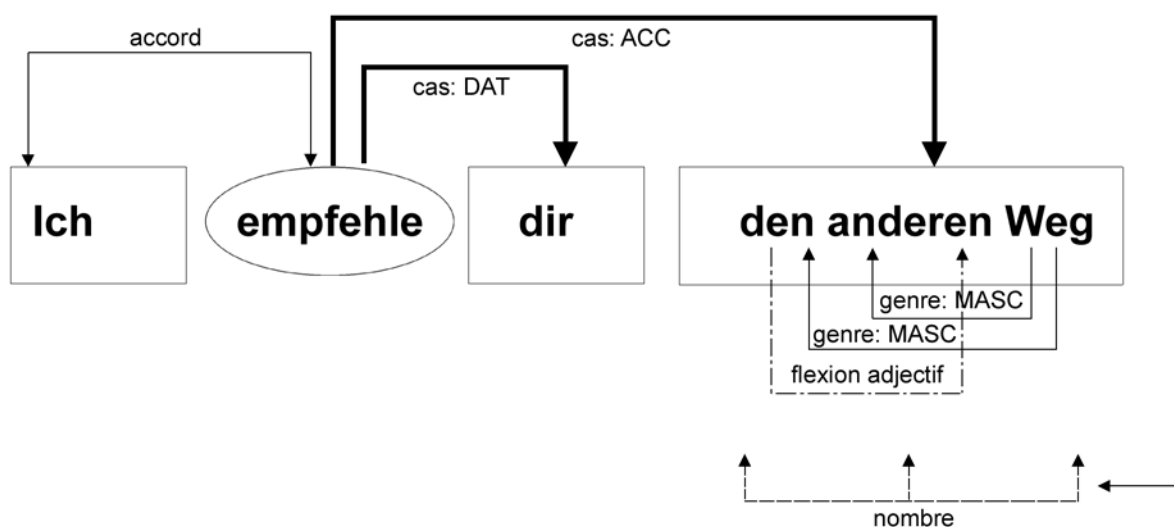 accord
cas: ACC
cas: DAT
Ich empfehle dir den anderen Weg
genre: MASC
genre: MASC
flexion adjectif
nombre